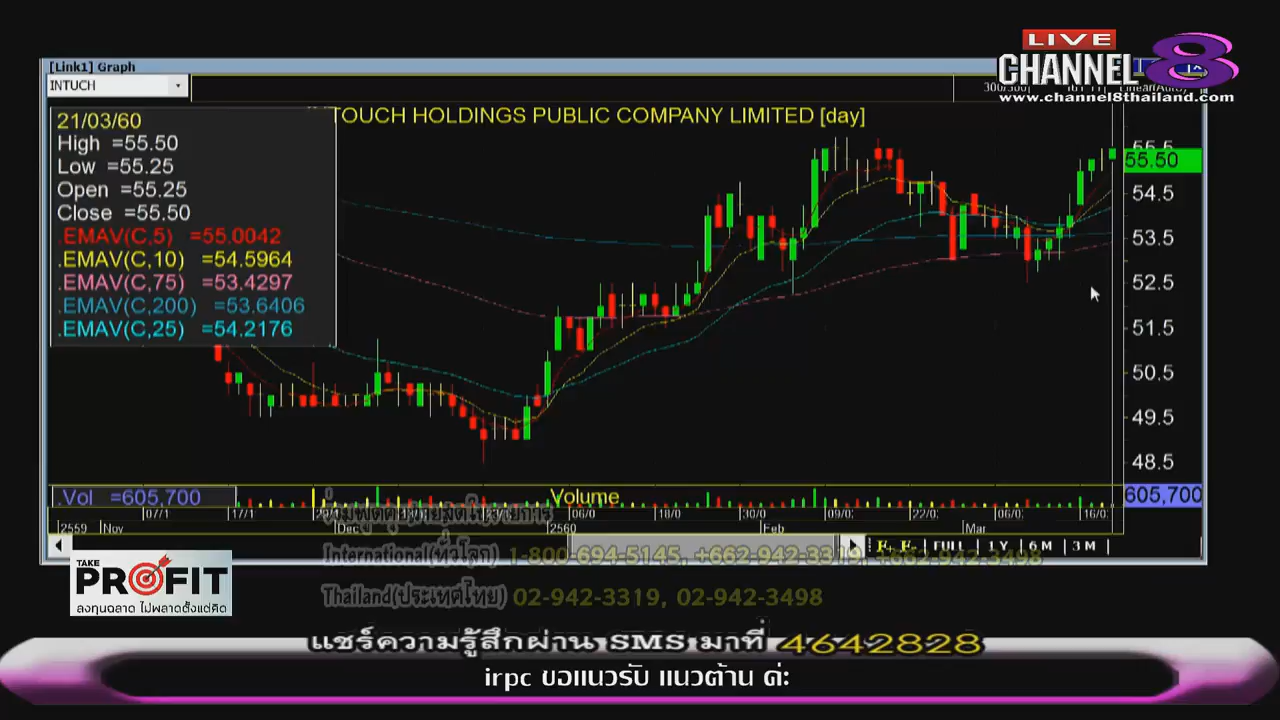 LIVE
CHANNEL 8
www.channel8thailand.com
[Link1] Graph
INTUCH
300/300
TOUCH HOLDINGS PUBLIC COMPANY LIMITED [day]
21/03/60
High =55.50
Low =55.25
Open =55.25
Close =55.50
.EMAV(C,5) =55.0042
.EMAV(C,10) =54.5964
.EMAV(C,75) =53.4297
.EMAV(C,200) =53.6406
.EMAV(C,25) =54.2176
55.5
55.50
54.5
53.5
52.5
51.5
50.5
49.5
48.5
.Vol =605,700
Volume
605,700
07/1 17/1 06/0 18/0 30/0 09/0 22/0 06/0 16/0
2559 Nov Dec 2560 Feb Mar
FULL 1 Y 6 M 3 M
International(ทั่วโลก) 1-800-694-5145, +662-942-3319, +662-942-3498
Thailand(ประเทศไทย) 02-942-3319, 02-942-3498
TAKE
PROFIT
ลงทุนฉลาด ไม่พลาดตั้งแต่คิด
แชร์ความรู้สึกผ่าน SMS มาที่ 4642828
irpc ขอแนวรับ แนวต้าน ค่ะ